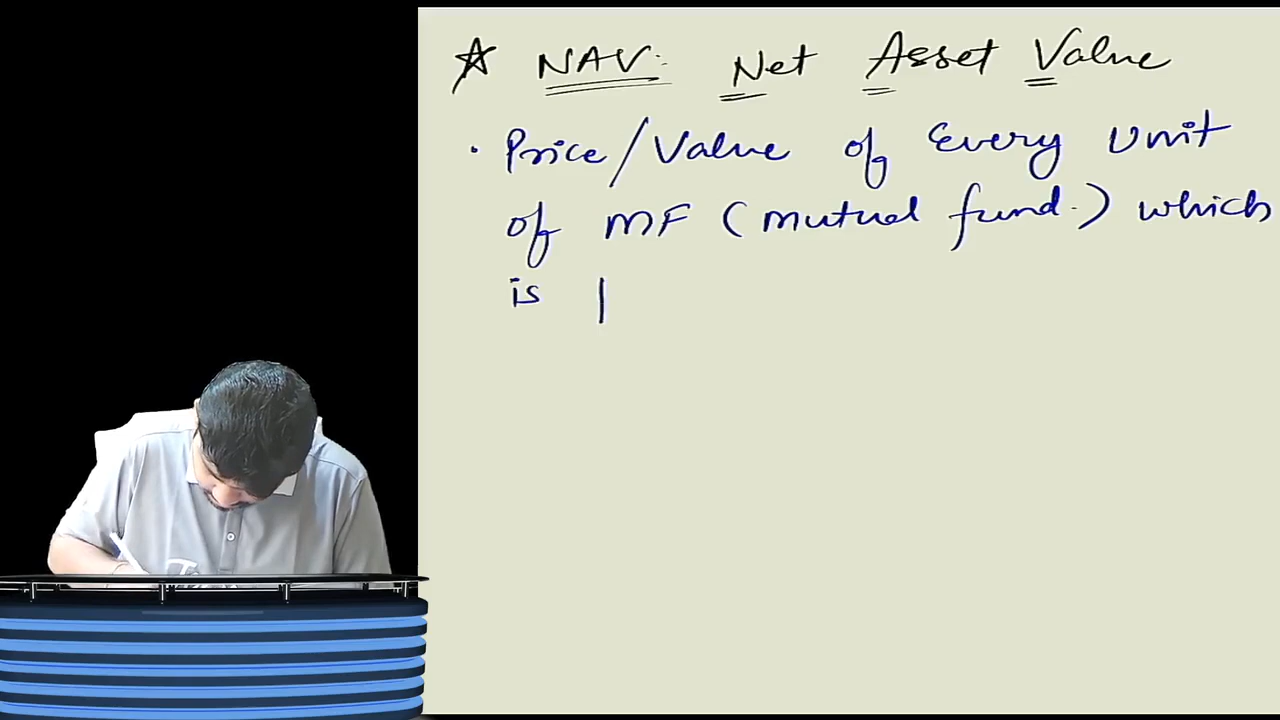 ☆ NAV: Net Asset Value
• Price/Value of Every Unit
of MF (mutual fund.) which
is